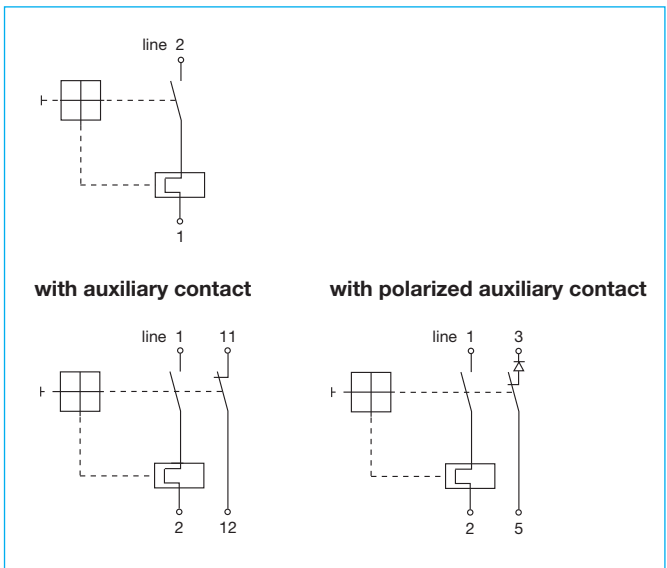 line 2
1
with auxiliary contact
with polarized auxiliary contact
line 1 11
line 1 3
2 12
2 5